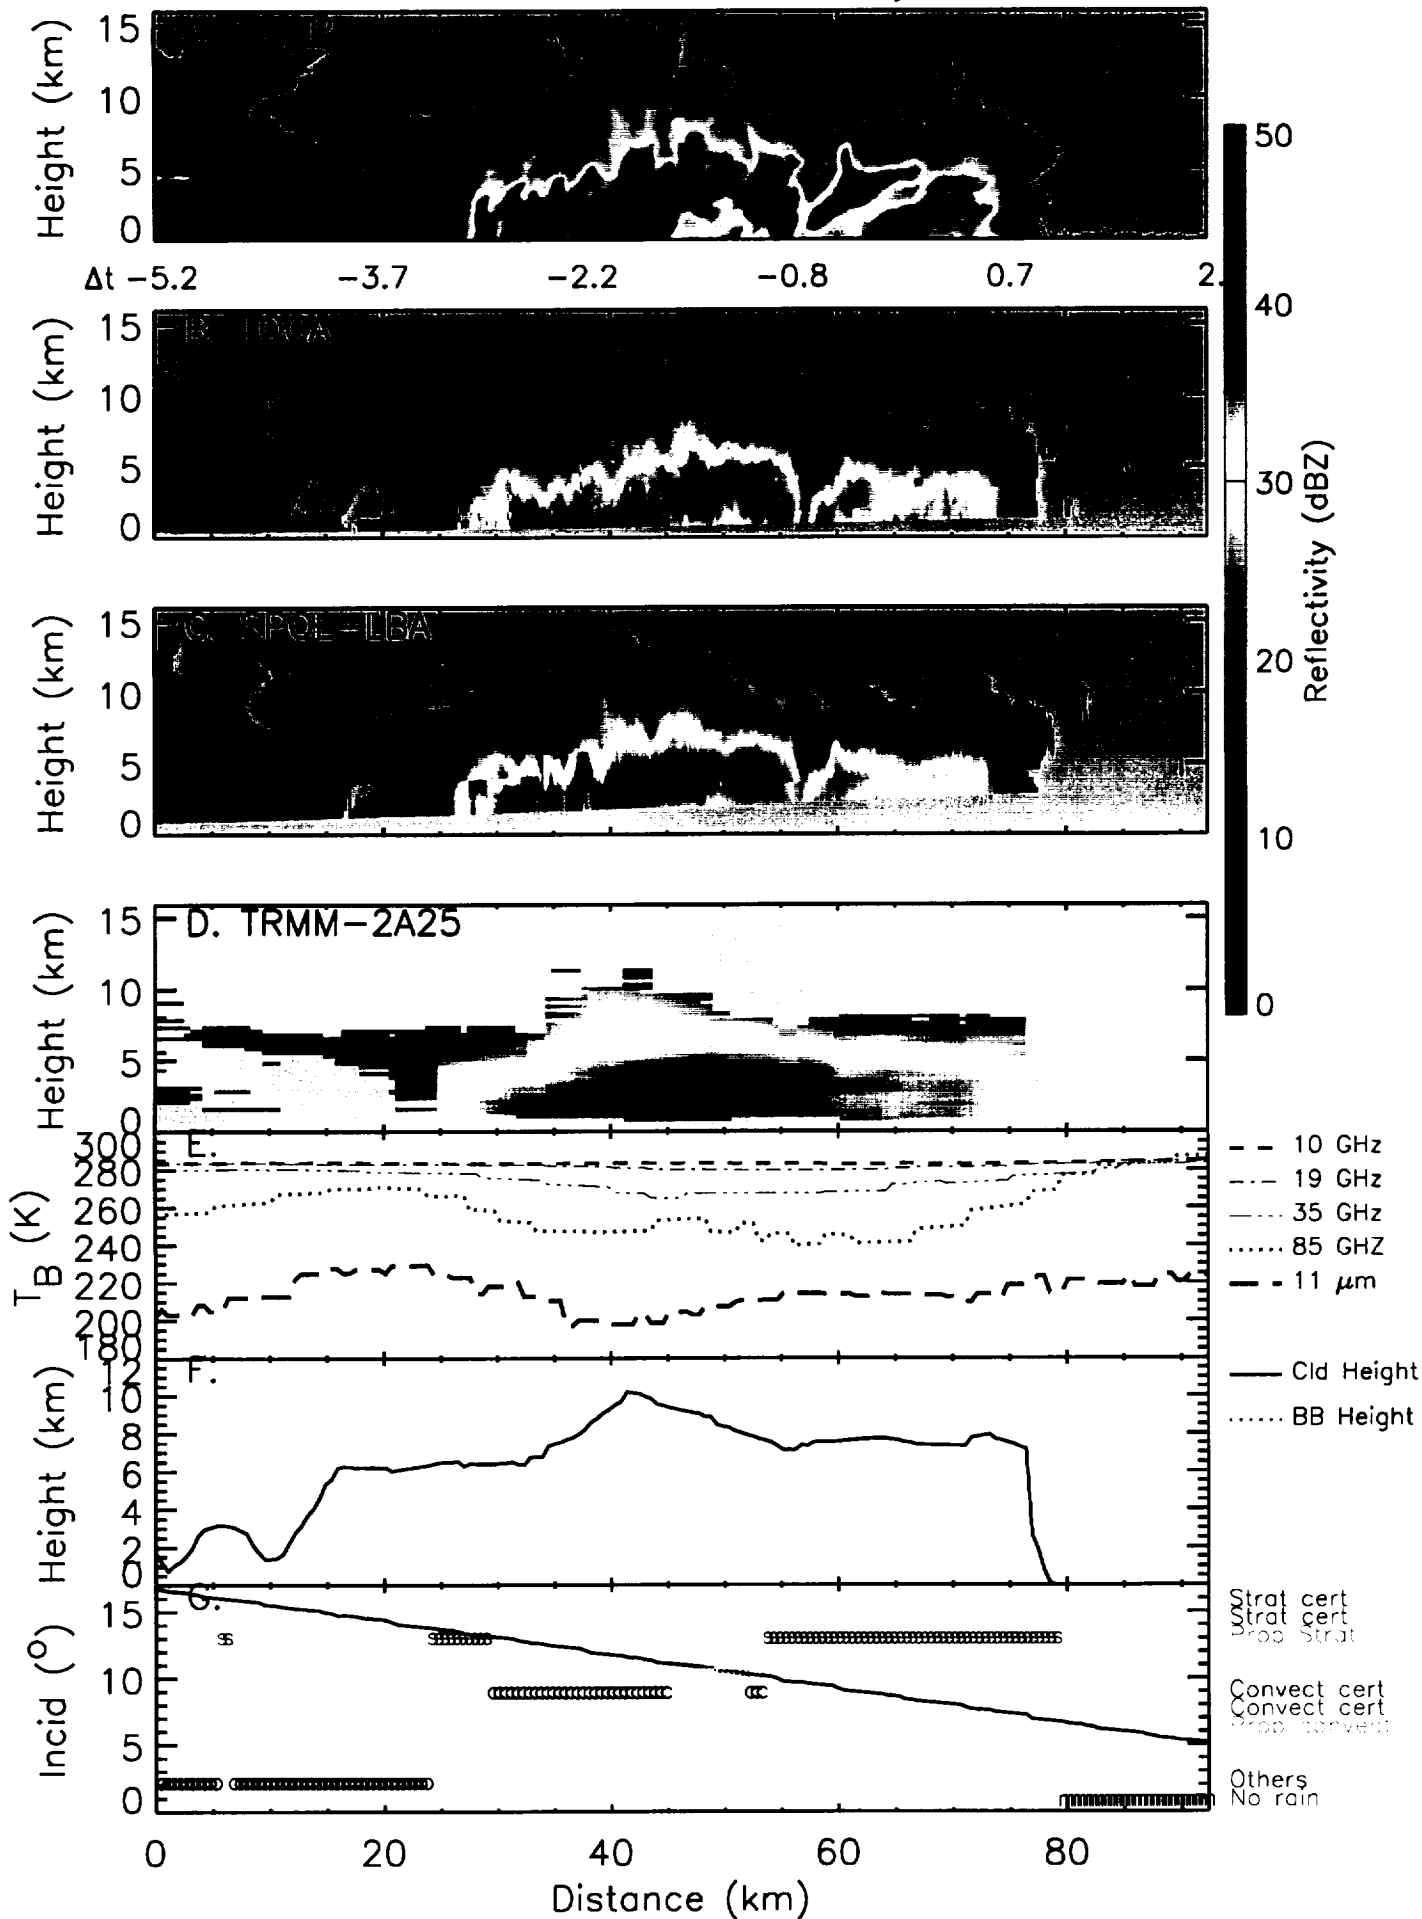 Height (km)
15
10
5
0
Δt -5.2 -3.7 -2.2 -0.8 0.7 2.
Height (km)
15
10
5
0
Height (km)
15
10
5
0
50
40
30
20
10
0
Reflectivity (dBZ)
D. TRMM-2A25
Height (km)
15
10
5
0
E.
T_B (K)
300
280
260
240
220
200
180
10 GHz
19 GHz
35 GHz
85 GHZ
11 μm
F.
Height (km)
12
10
8
6
4
2
0
Cld Height
BB Height
Incid (°)
15
10
5
0
Strat cert
Strat cert
Prob Strat
Convect cert
Convect cert
Others
No rain
0 20 40 60 80
Distance (km)